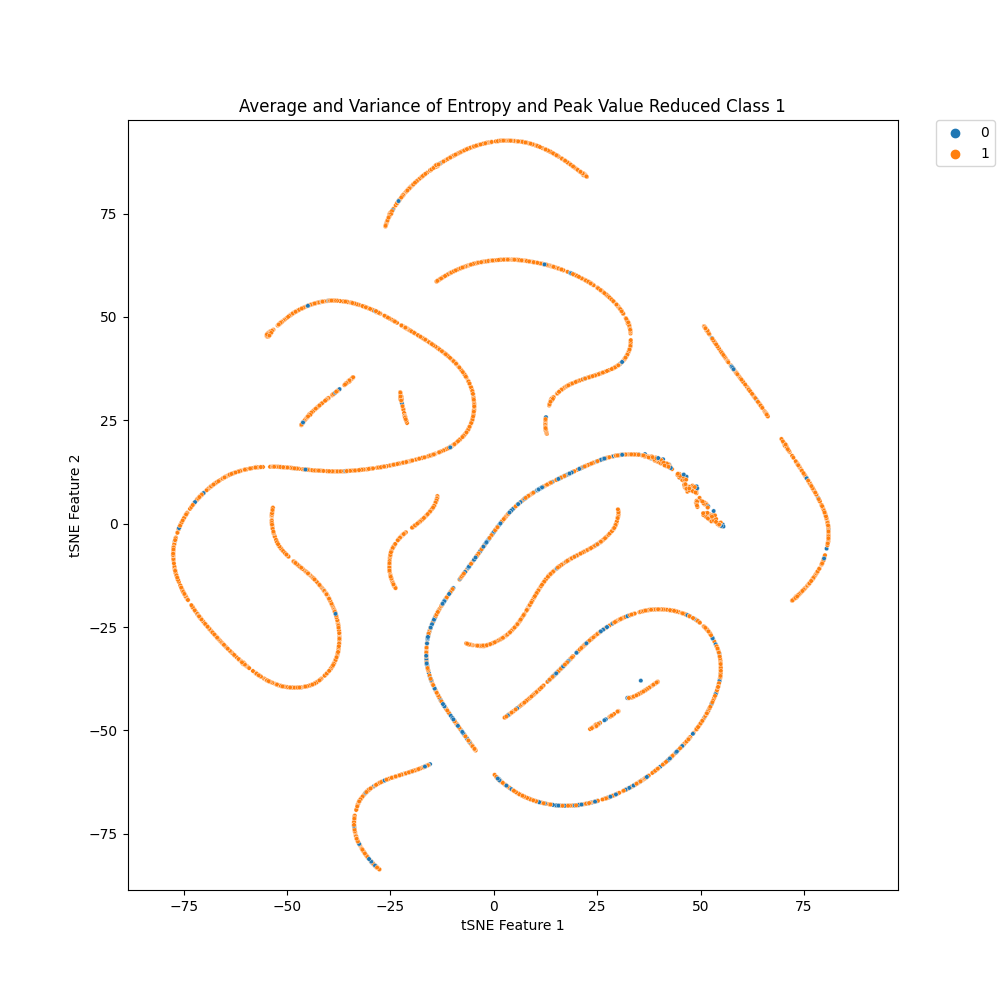 Average and Variance of Entropy and Peak Value Reduced Class 1
0
1
75
50
25
0
−25
−50
−75
tSNE Feature 2
−75 −50 −25 0 25 50 75
tSNE Feature 1